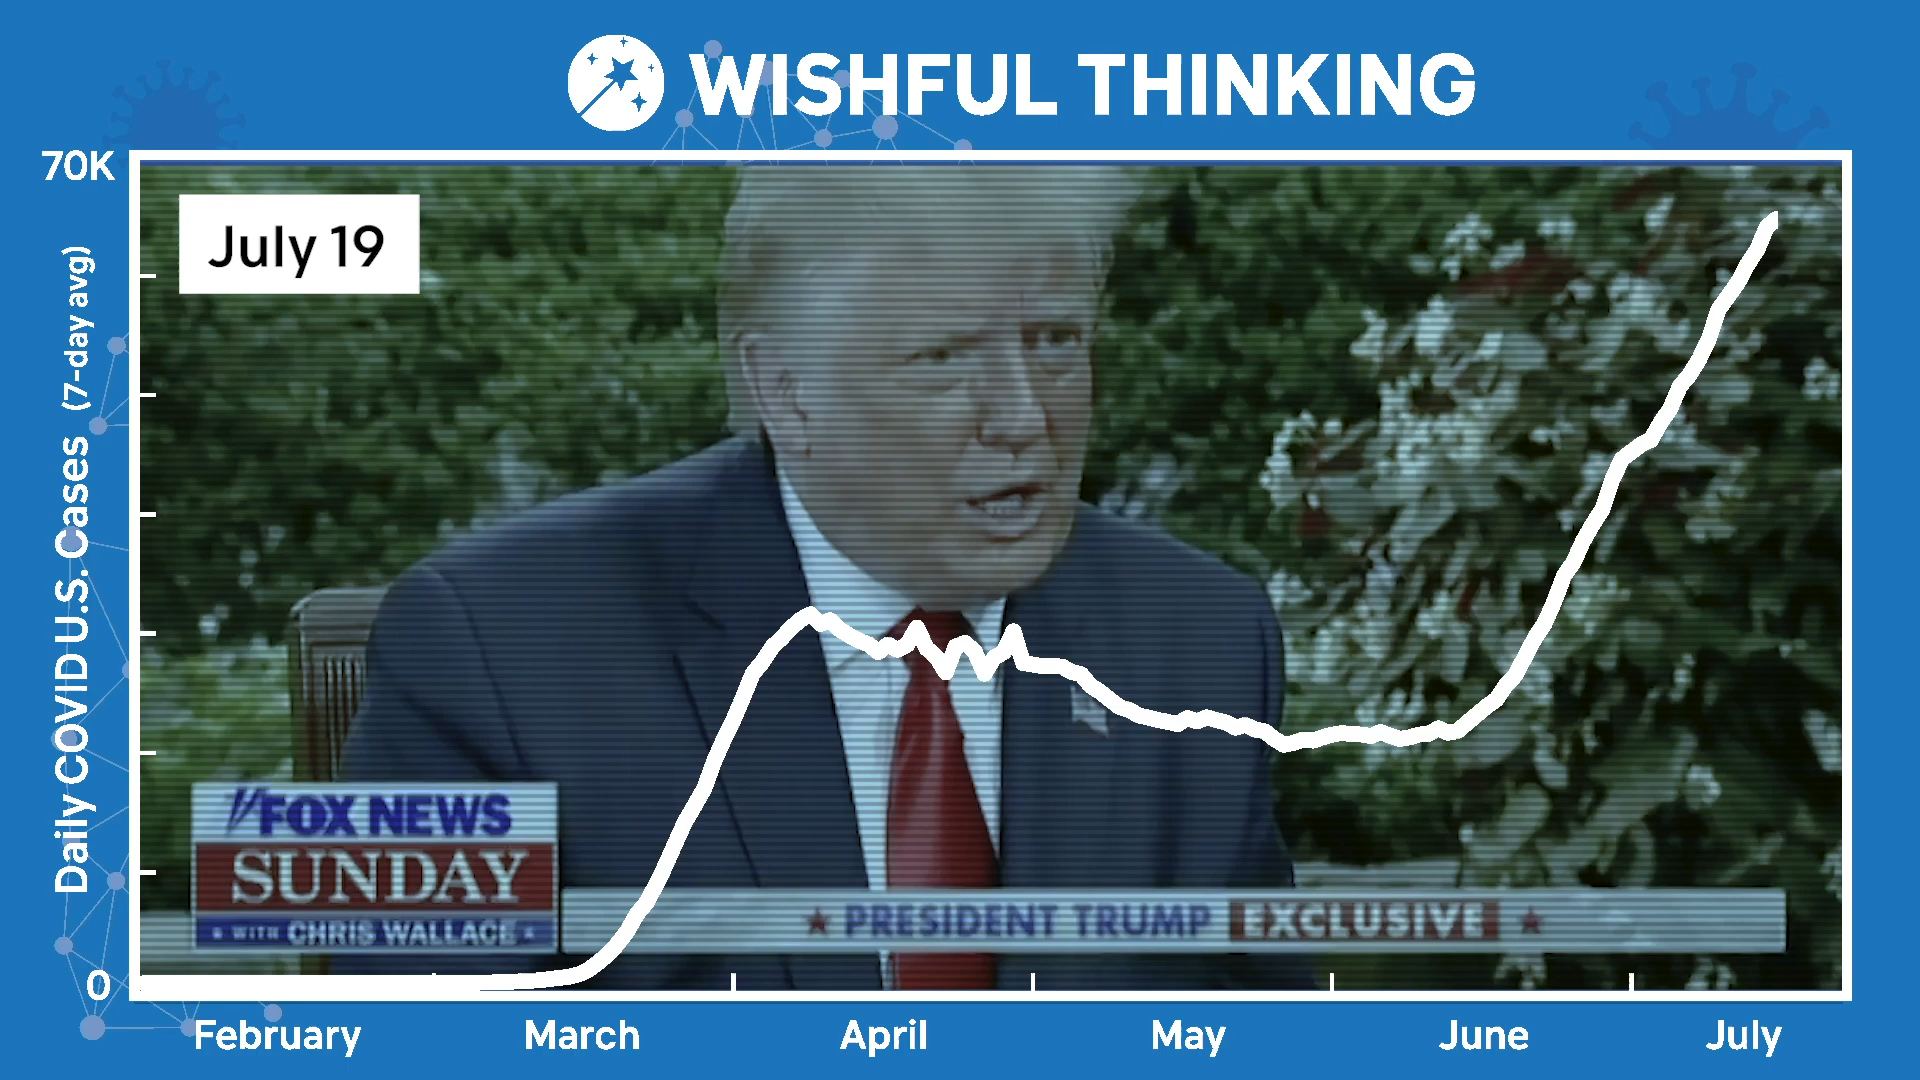 WISHFUL THINKING
70K
July 19
Daily COVID U.S. Cases (7-day avg)
FOX NEWS
SUNDAY
WITH CHRIS WALLACE
PRESIDENT TRUMP EXCLUSIVE
0
February March April May June July